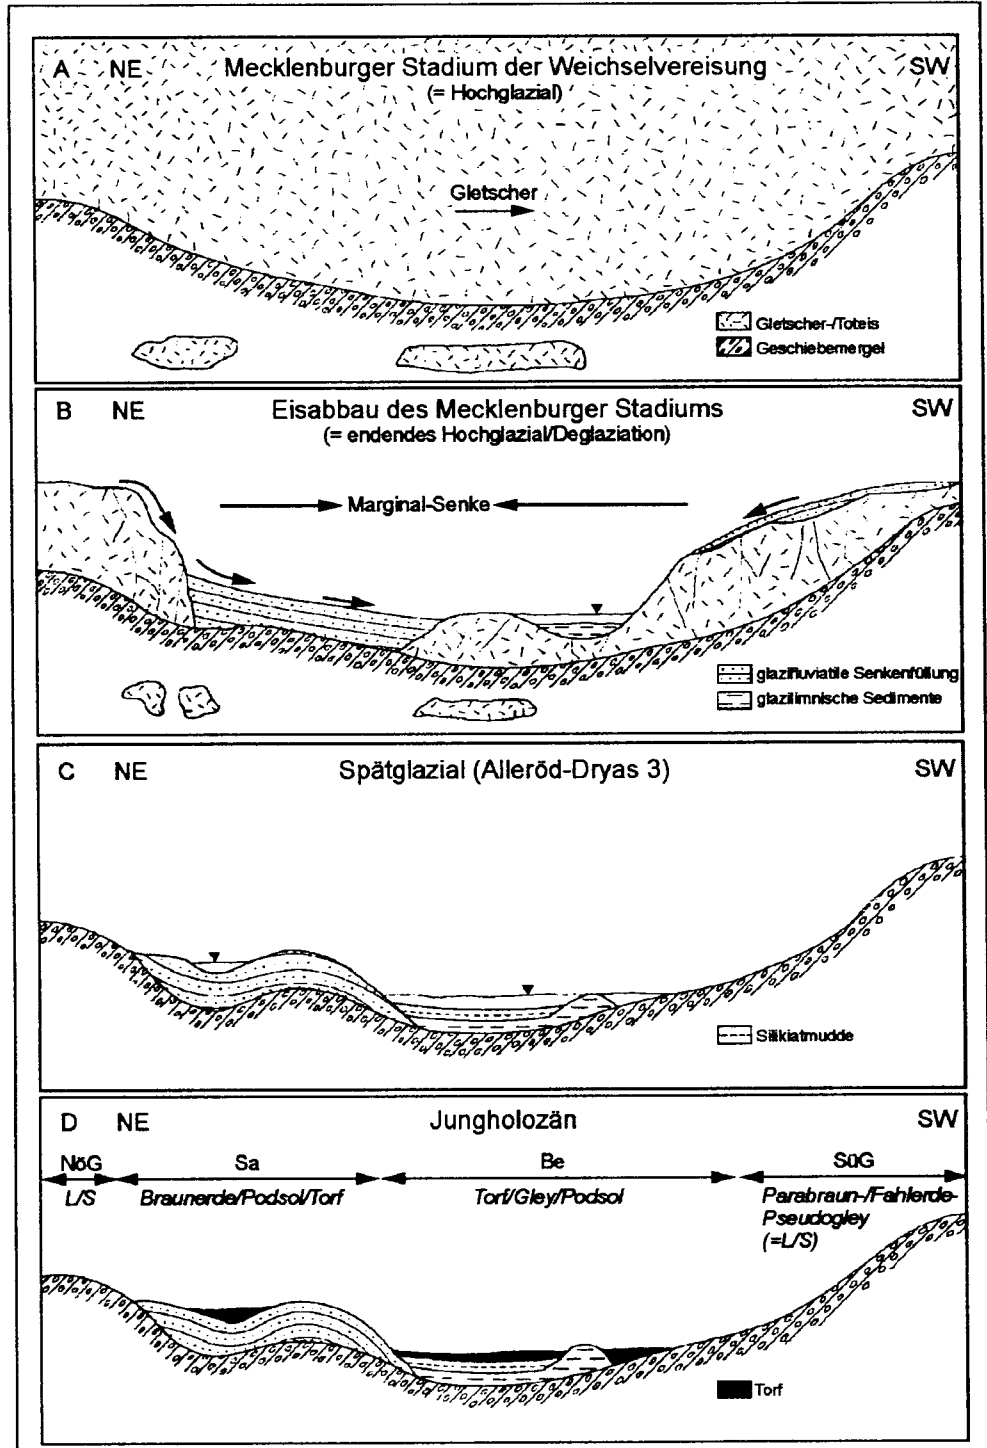 A NE Mecklenburger Stadium der Weichselvereisung SW
(= Hochglazial)
Gletscher
Gletscher-/Toteis
Geschiebemergel
B NE Eisabbau des Mecklenburger Stadiums SW
(= endendes Hochglazial/Deglaziation)
Marginal-Senke
glazifluviatile Senkenfüllung
glazilimnische Sedimente
C NE Spätglazial (Alleröd-Dryas 3) SW
Silikiatmudde
D NE Jungholozän SW
NöG Sa Be SüG
L/S Braunerde/Podsol/Torf Torf/Gley/Podsol Parabraun-/Fahlerde-
Pseudogley
(=L/S)
Torf